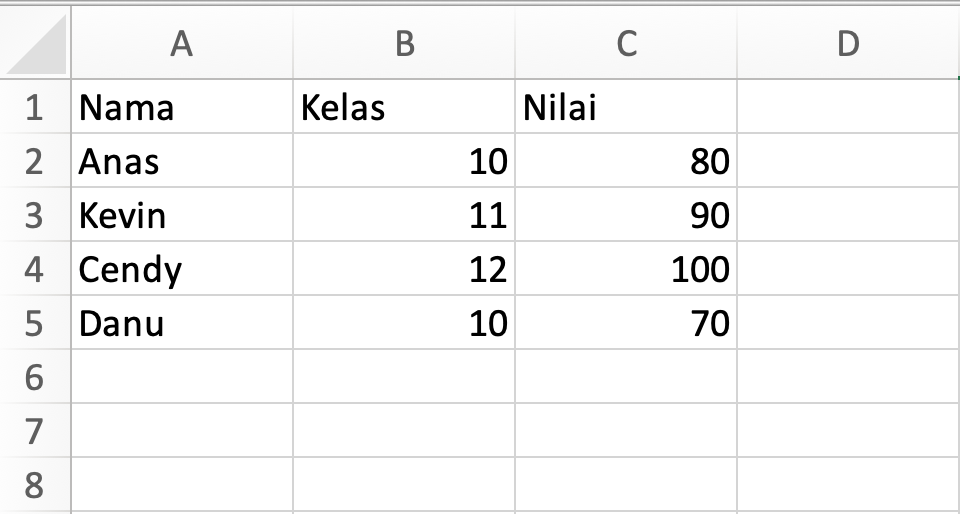 A B C D
1 Nama Kelas Nilai
2 Anas 10 80
3 Kevin 11 90
4 Cendy 12 100
5 Danu 10 70
6
7
8